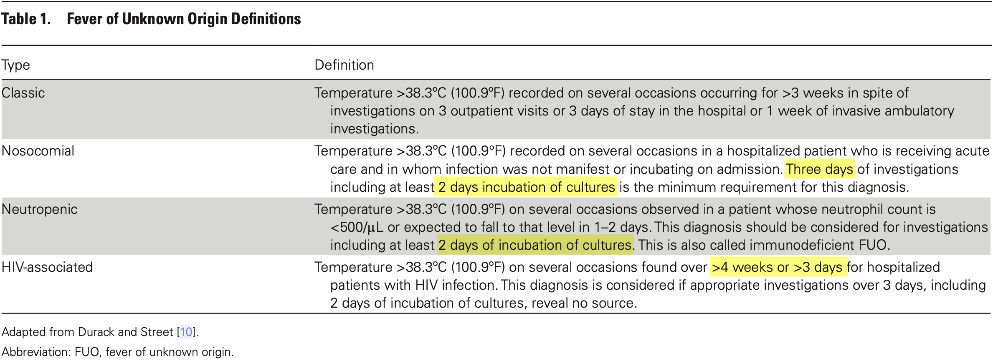 Table 1. Fever of Unknown Origin Definitions
Type Definition
Classic Temperature >38.3°C (100.9°F) recorded on several occasions occurring for >3 weeks in spite of
investigations on 3 outpatient visits or 3 days of stay in the hospital or 1 week of invasive ambulatory
investigations.
Nosocomial Temperature >38.3°C (100.9°F) recorded on several occasions in a hospitalized patient who is receiving acute
care and in whom infection was not manifest or incubating on admission. Three days of investigations
including at least 2 days incubation of cultures is the minimum requirement for this diagnosis.
Neutropenic Temperature >38.3°C (100.9°F) on several occasions observed in a patient whose neutrophil count is
<500/μL or expected to fall to that level in 1–2 days. This diagnosis should be considered for investigations
including at least 2 days of incubation of cultures. This is also called immunodeficient FUO.
HIV-associated Temperature >38.3°C (100.9°F) on several occasions found over >4 weeks or >3 days for hospitalized
patients with HIV infection. This diagnosis is considered if appropriate investigations over 3 days, including
2 days of incubation of cultures, reveal no source.
Adapted from Durack and Street [10].
Abbreviation: FUO, fever of unknown origin.